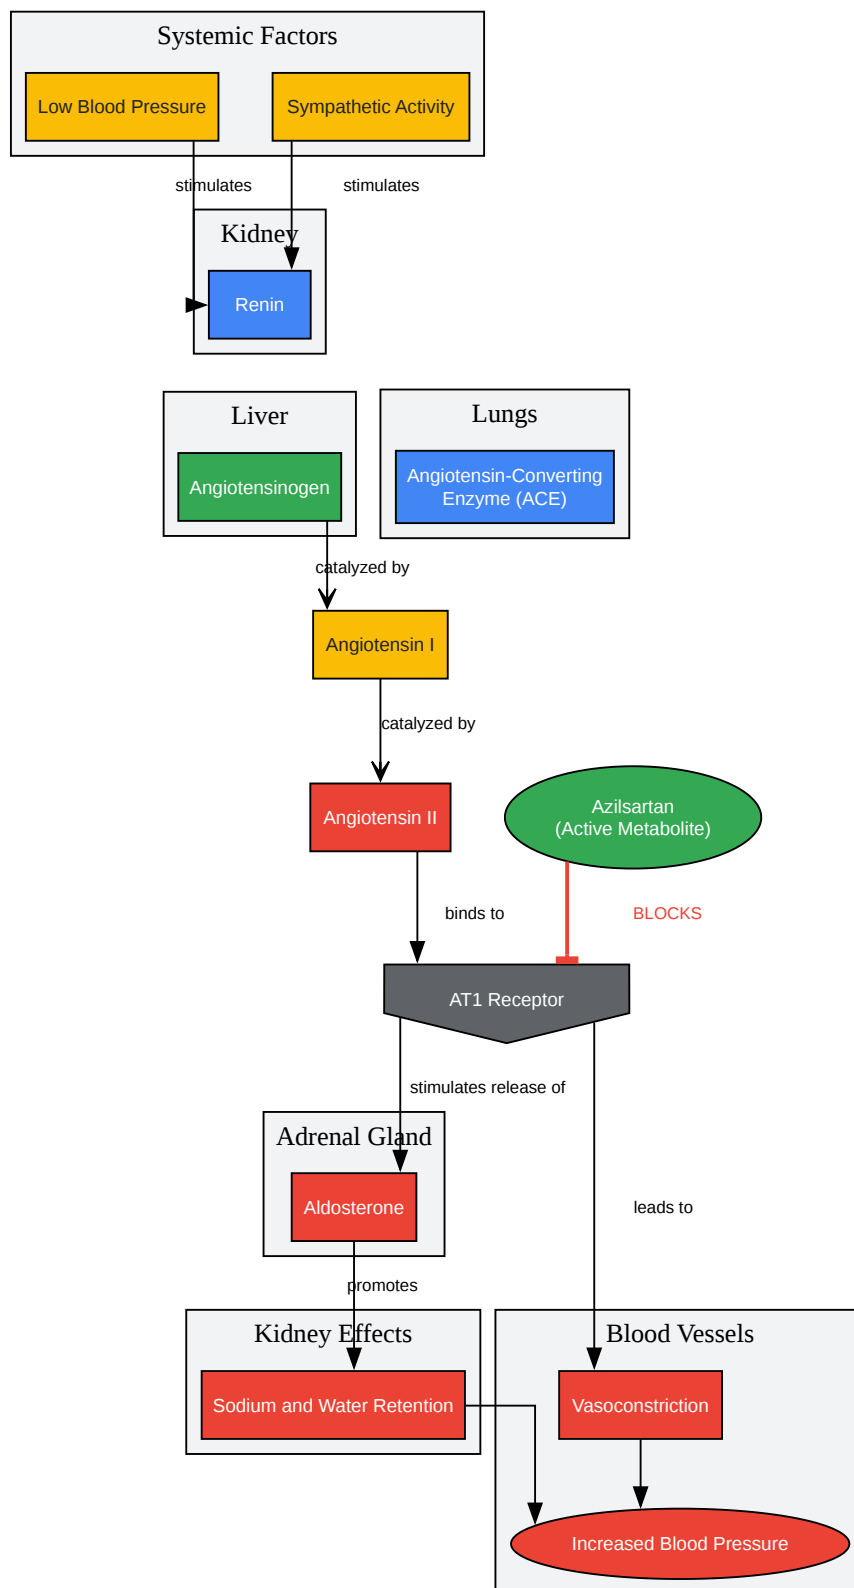 Systemic Factors
Low Blood Pressure
Sympathetic Activity
stimulates
stimulates
Kidney
Renin
Liver
Lungs
Angiotensinogen
Angiotensin-Converting
Enzyme (ACE)
catalyzed by
Angiotensin I
catalyzed by
Angiotensin II
Azilsartan
(Active Metabolite)
binds to
BLOCKS
AT1 Receptor
stimulates release of
Adrenal Gland
Aldosterone
leads to
promotes
Kidney Effects
Blood Vessels
Sodium and Water Retention
Vasoconstriction
Increased Blood Pressure